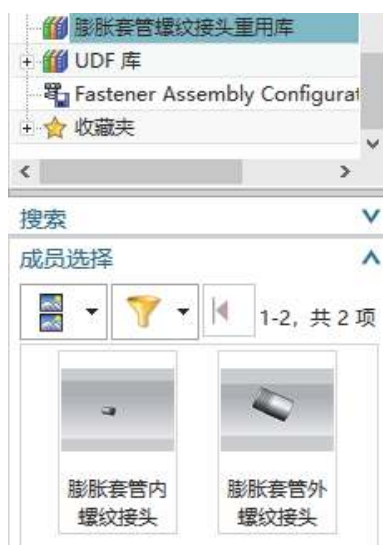 膨胀套管螺纹接头重用库
UDF 库
Fastener Assembly Configurat
收藏夹
搜索
成员选择
1-2, 共 2 项
膨胀套管内
螺纹接头
膨胀套管外
螺纹接头